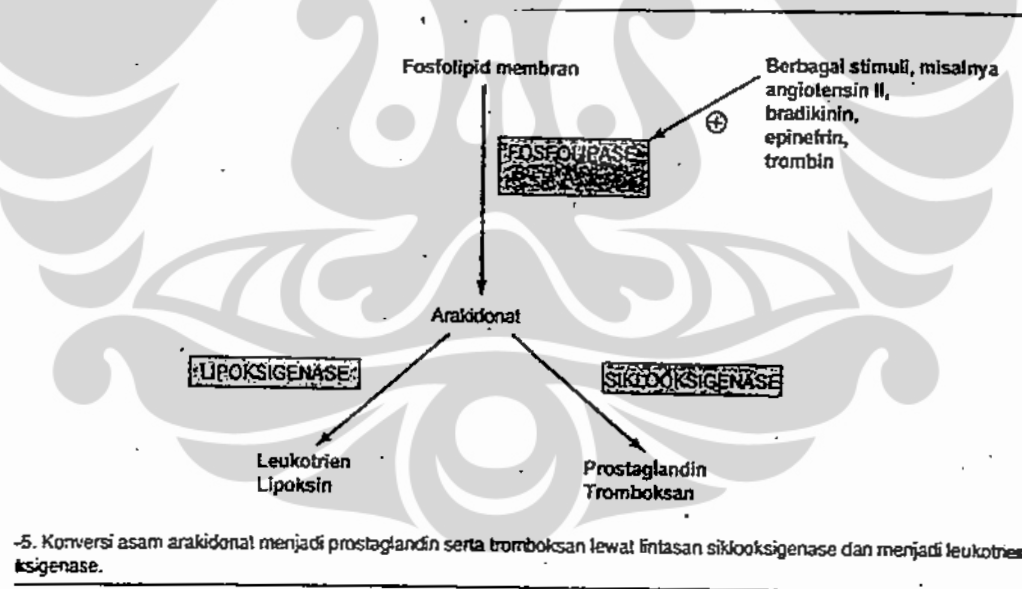 Fosfolipid membran
Berbagai stimuli, misalnya
angiotensin II,
bradikinin,
epinefrin,
trombin
FOSFOLIPASE
Arakidonat
LIPOKSIGENASE
SIKLOOKSIGENASE
Leukotrien
Lipoksin
Prostaglandin
Tromboksan
-5. Konversi asam arakidonat menjadi prostaglandin serta tromboksan lewat lintasan siklooksigenase dan menjadi leukotrien
ksigenase.